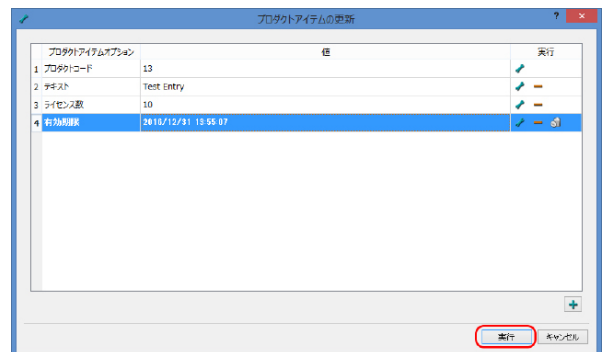 プロダクトアイテムの更新
?
×
プロダクトアイテムオプション 値 実行
1 プロダクトコード 13
2 テキスト Test Entry
3 ライセンス数 10
4 有効期限 2016/12/31 13:55:07
実行 キャンセル